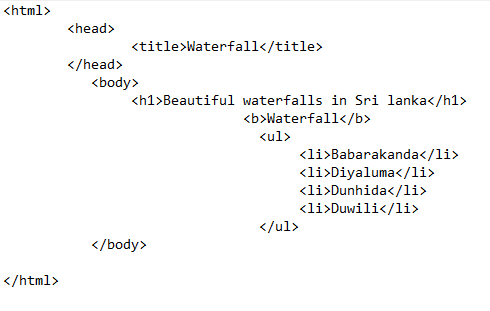 <html>
<head>
<title>Waterfall</title>
</head>
<body>
<h1>Beautiful waterfalls in Sri lanka</h1>
<b>Waterfall</b>
<ul>
<li>Babarakanda</li>
<li>Diyaluma</li>
<li>Dunhida</li>
<li>Duwili</li>
</ul>
</body>
</html>